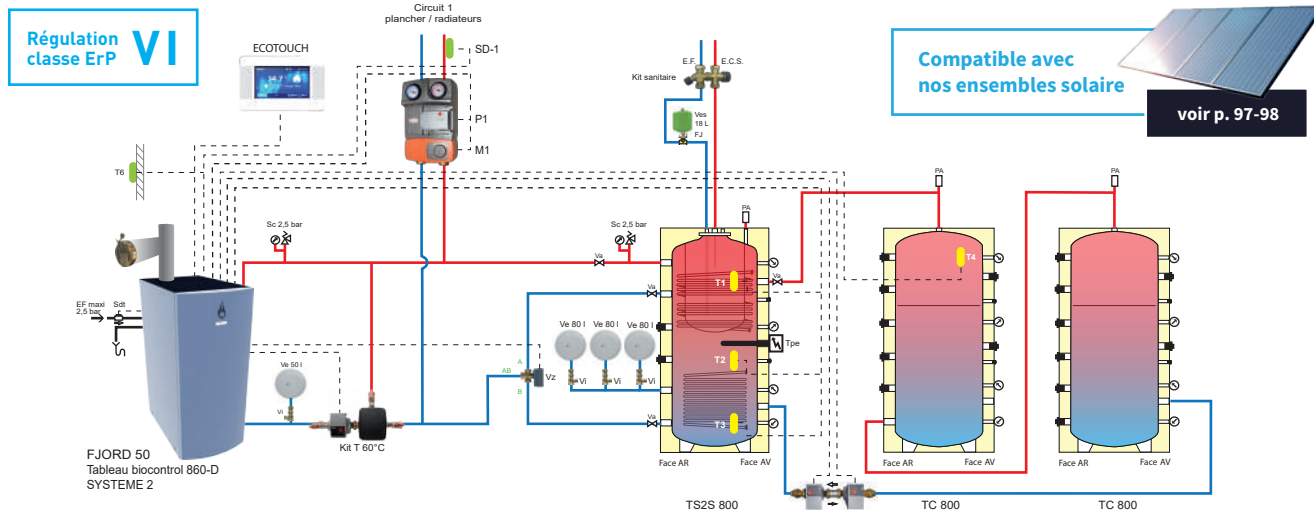 Régulation
classe ErP VI
ECOTOUCH
Circuit 1
plancher / radiateurs
SD-1
P1
M1
E.F. E.C.S.
Kit sanitaire
Ves
18 L
FJ
Compatible avec
nos ensembles solaire
voir p. 97-98
T6
Sc 2,5 bar
Sc 2,5 bar
PA
PA
PA
Va
Va
Va
Va
T1
T2
T3
T4
Tpe
EF maxi
2,5 bar
Sdt
Ve 50 l
Vi
Kit T 60°C
A
AB
B
Vz
Ve 80 l Ve 80 l Ve 80 l
Vi Vi Vi
FJORD 50
Tableau biocontrol 860-D
SYSTEME 2
Face AR Face AV
Face AR Face AV
Face AR Face AV
TS2S 800
TC 800
TC 800